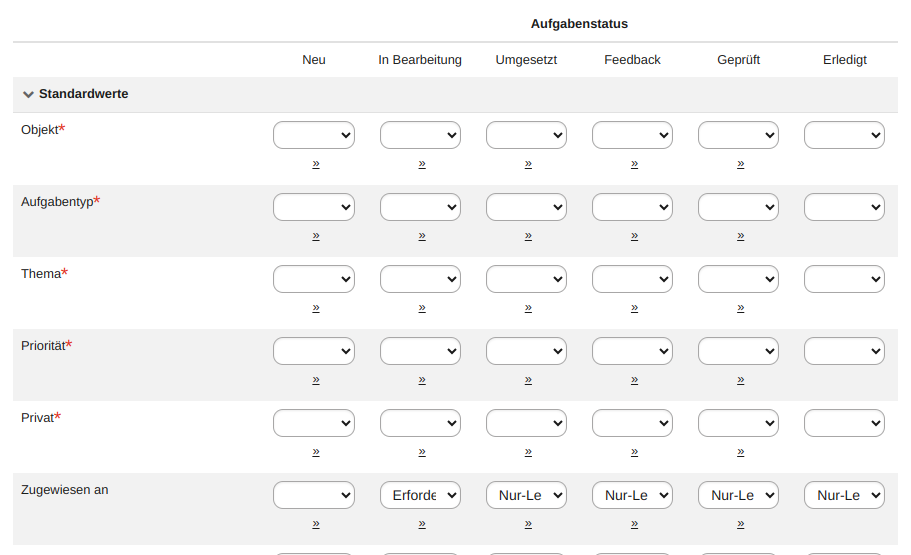 Aufgabenstatus
Neu In Bearbeitung Umgesetzt Feedback Geprüft Erledigt
Standardwerte
Objekt*
» » » » »
Aufgabentyp*
» » » » »
Thema*
» » » » »
Priorität*
» » » » »
Privat*
» » » » »
Zugewiesen an Erforde Nur-Le Nur-Le Nur-Le Nur-Le
» » » » »